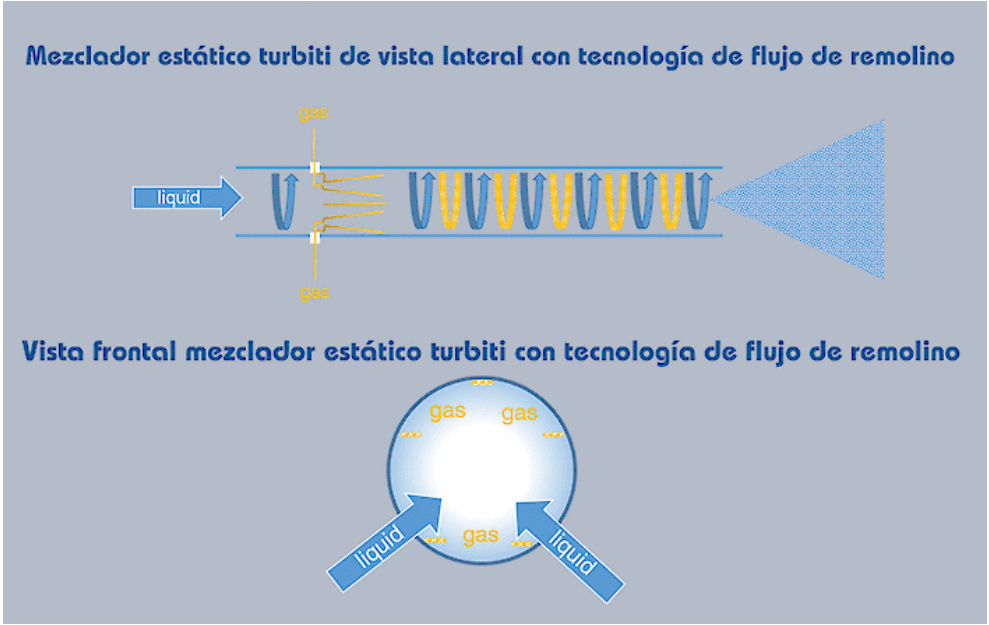 Mezclador estático turbiti de vista lateral con tecnología de flujo de remolino
gas
liquid
gas
Vista frontal mezclador estático turbiti con tecnología de flujo de remolino
gas gas
gas
liquid liquid